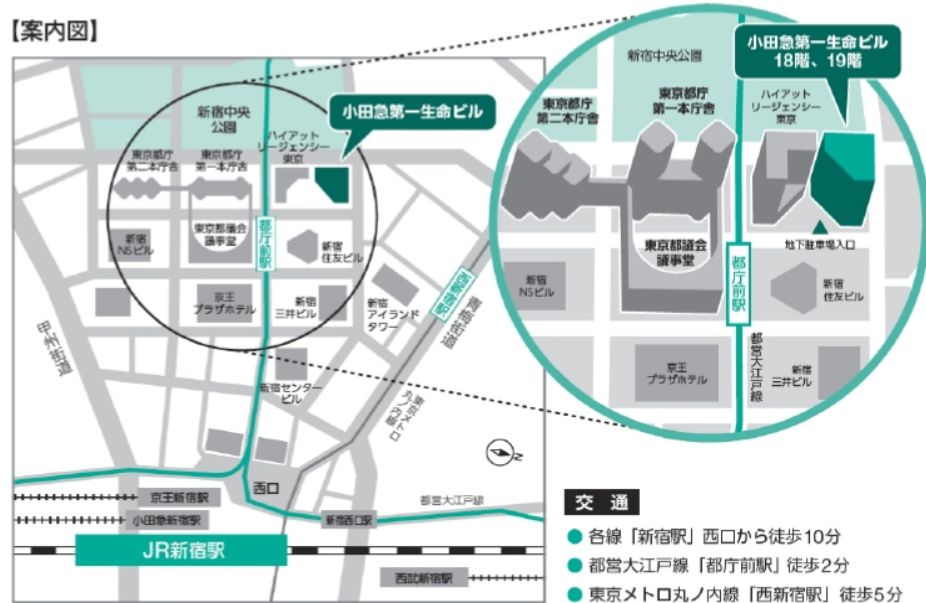 【案内図】
新宿中央
公園
小田急第一生命ビル
ハイアット
リージェンシー
東京
東京都庁
第二本庁舎
東京都庁
第一本庁舎
東京都議会
議事堂
都庁前駅
新宿
NSビル
新宿
住友ビル
京王
プラザホテル
新宿
三井ビル
新宿
アイランド
タワー
西新宿駅
青梅街道
甲州街道
新宿センター
ビル
東京メトロ
丸ノ内線
N
西口
都営大江戸線
京王新宿駅
小田急新宿駅
新宿西口駅
JR新宿駅
西武新宿駅
小田急第一生命ビル
18階、19階
新宿中央公園
東京都庁
第二本庁舎
東京都庁
第一本庁舎
ハイアット
リージェンシー
東京
東京都議会
議事堂
地下駐車場入口
都庁前駅
新宿
NSビル
新宿
住友ビル
都営大江戸線
京王
プラザホテル
新宿
三井ビル
交 通
● 各線「新宿駅」西口から徒歩10分
● 都営大江戸線「都庁前駅」徒歩2分
● 東京メトロ丸ノ内線「西新宿駅」徒歩5分